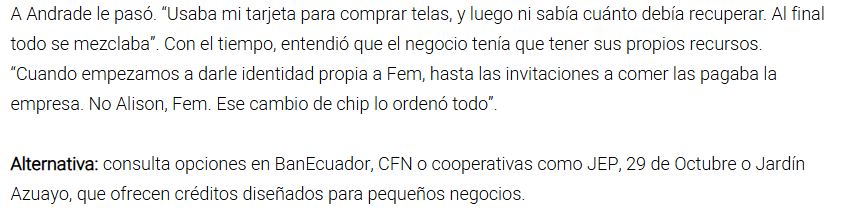 A Andrade le pasó. “Usaba mi tarjeta para comprar telas, y luego ni sabía cuánto debía recuperar. Al final
todo se mezclaba”. Con el tiempo, entendió que el negocio tenía que tener sus propios recursos.
“Cuando empezamos a darle identidad propia a Fem, hasta las invitaciones a comer las pagaba la
empresa. No Alison, Fem. Ese cambio de chip lo ordenó todo”.
Alternativa: consulta opciones en BanEcuador, CFN o cooperativas como JEP, 29 de Octubre o Jardín
Azuayo, que ofrecen créditos diseñados para pequeños negocios.